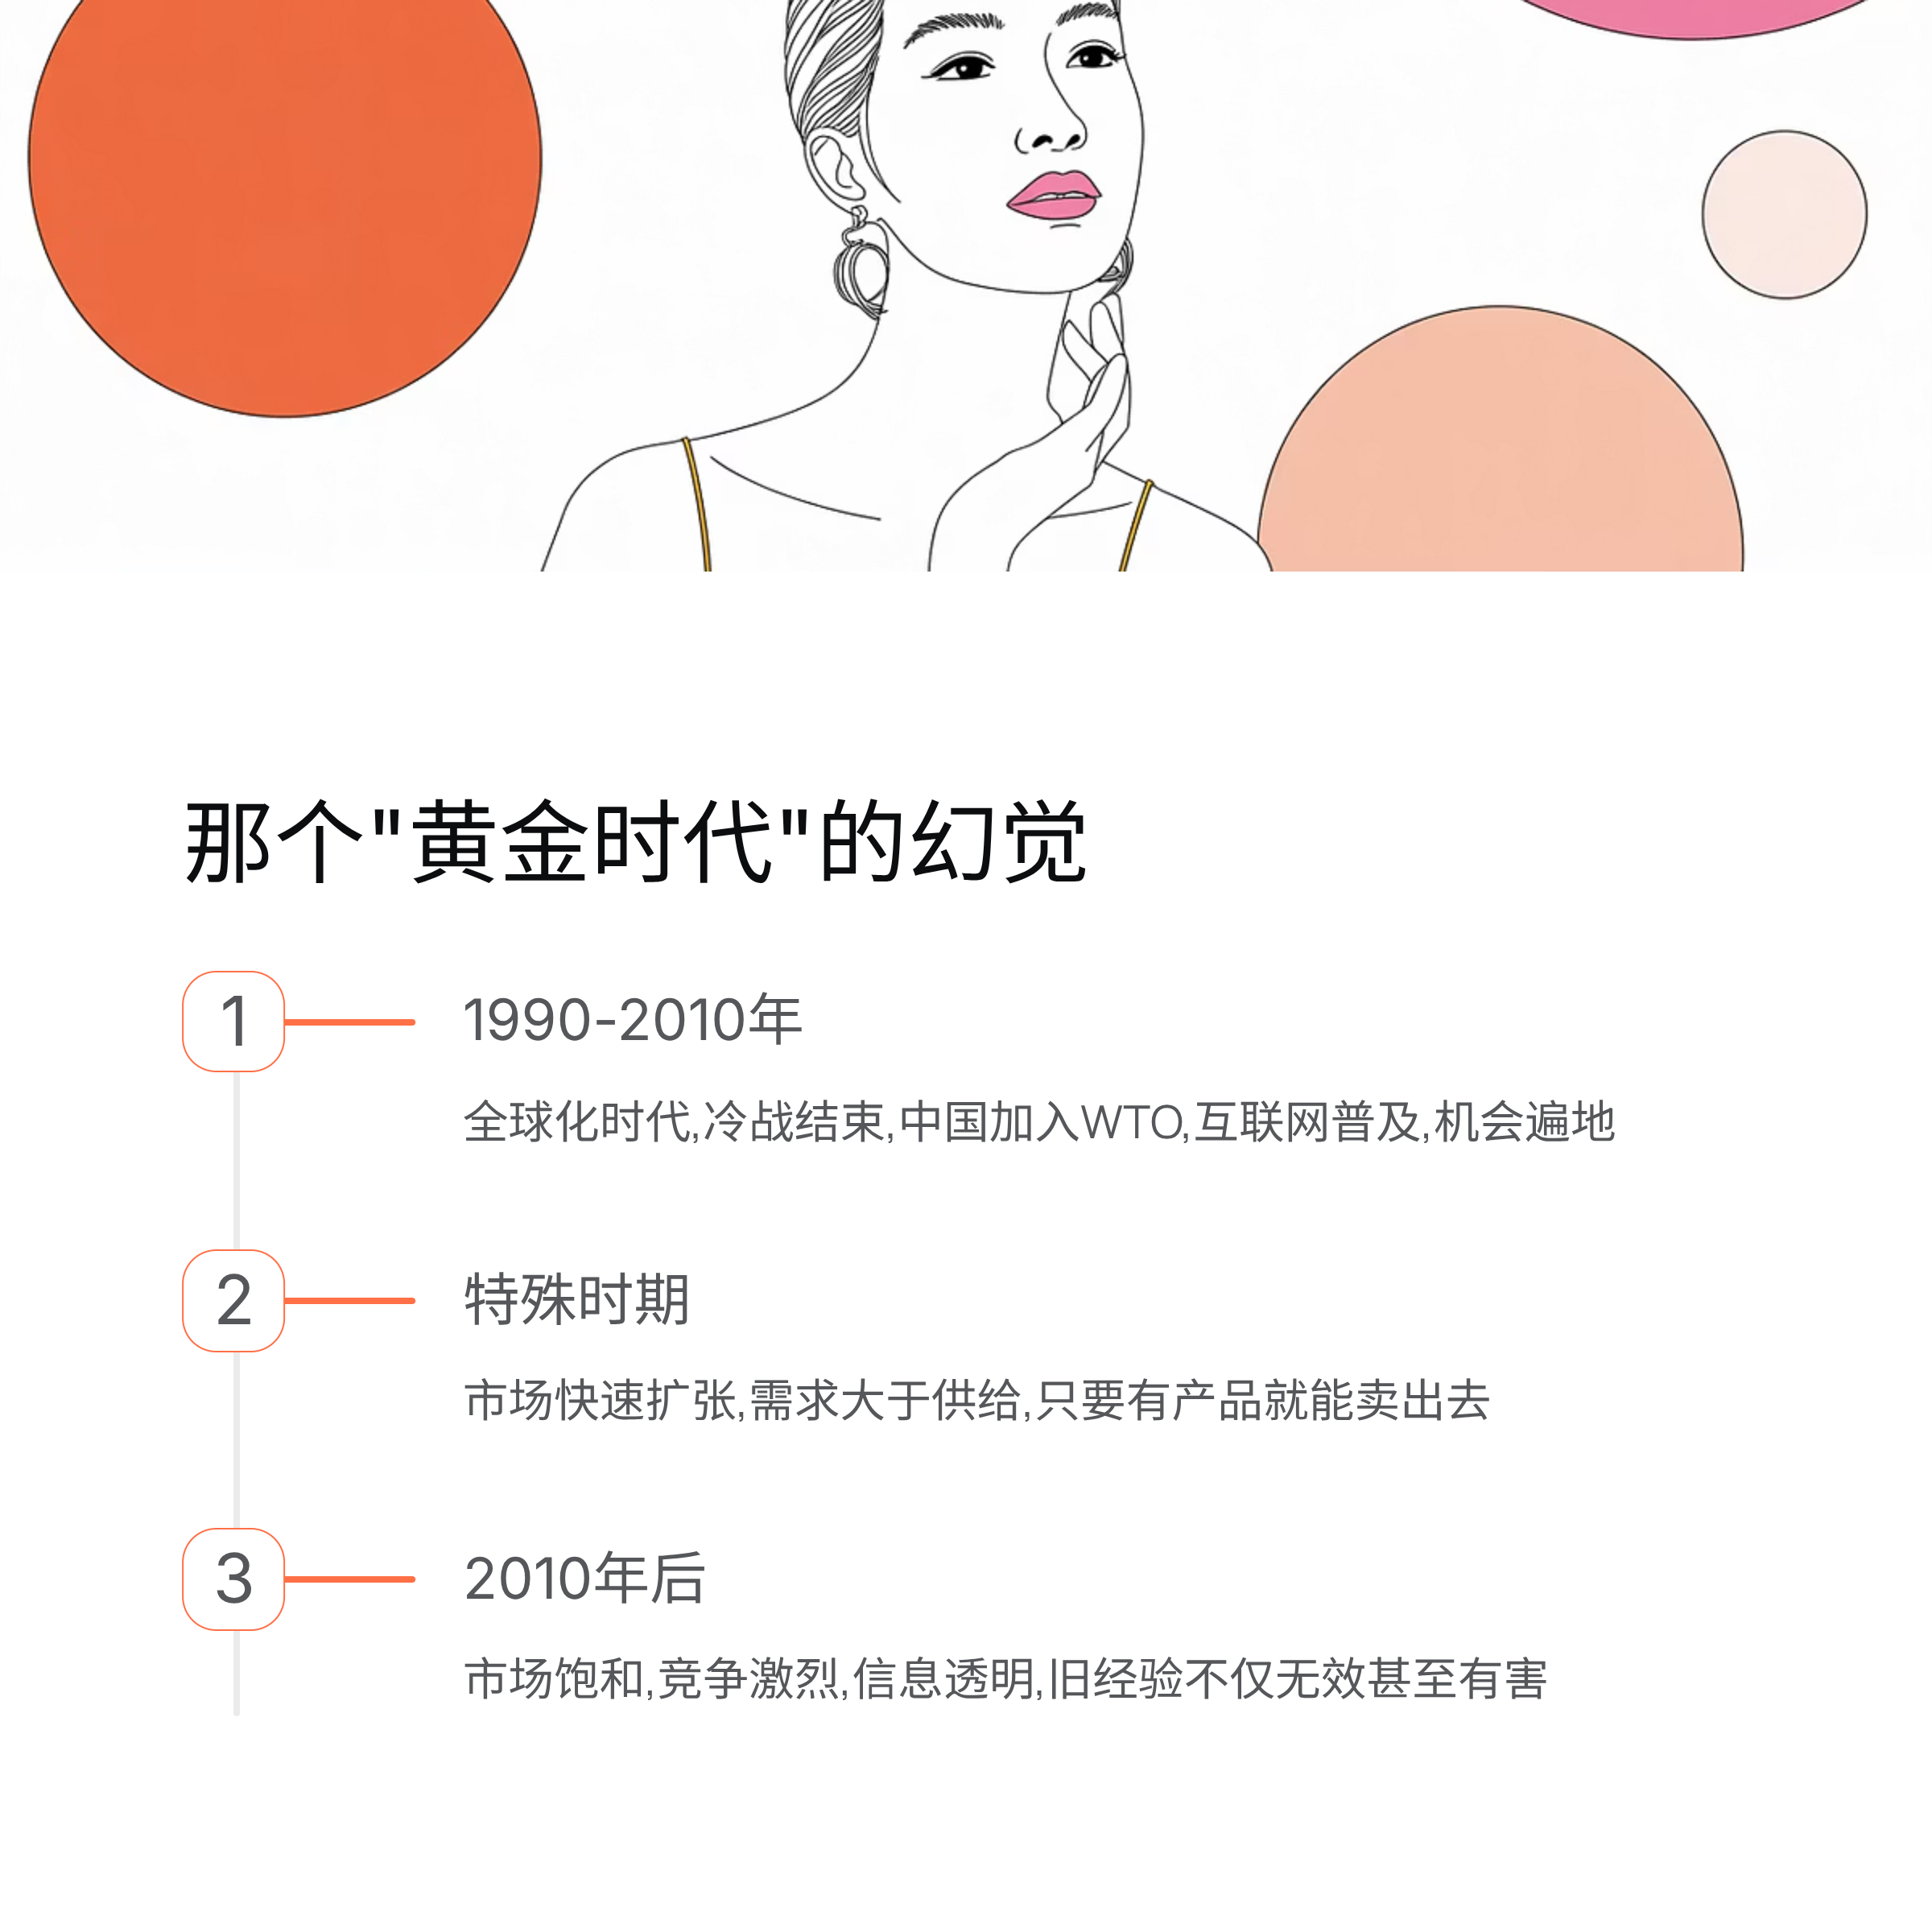 那个"黄金时代"的幻觉
1
1990-2010年
全球化时代,冷战结束,中国加入WTO,互联网普及,机会遍地
2
特殊时期
市场快速扩张,需求大于供给,只要有产品就能卖出去
3
2010年后
市场饱和,竞争激烈,信息透明,旧经验不仅无效甚至有害